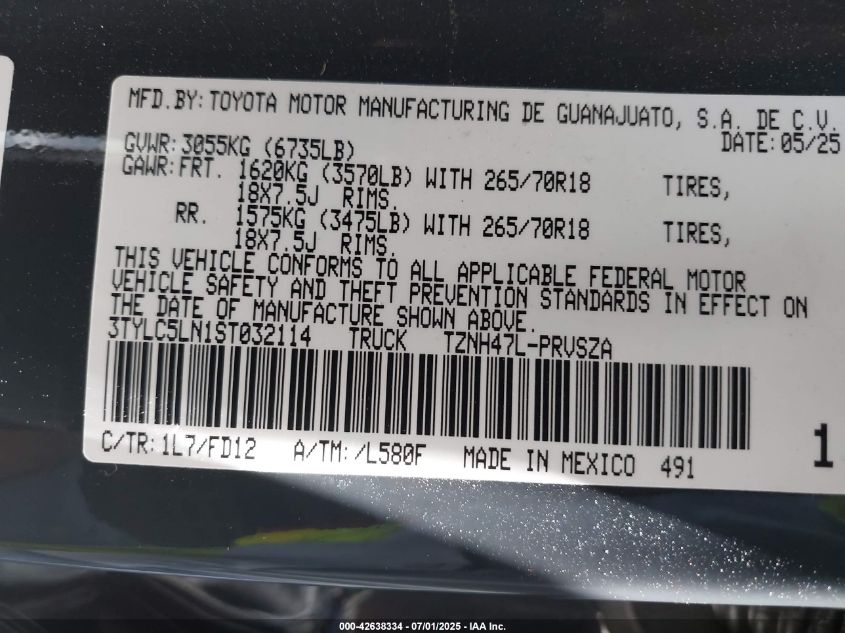 MFD.BY: TOYOTA MOTOR MANUFACTURING DE GUANAJUATO, S.A. DE C.V.
GVWR: 3055KG (6735LB) DATE: 05/25
GAWR: FRT. 1620KG (3570LB) WITH 265/70R18 TIRES,
18X7.5J RIMS.
RR. 1575KG (3475LB) WITH 265/70R18 TIRES,
18X7.5J RIMS.
THIS VEHICLE CONFORMS TO ALL APPLICABLE FEDERAL MOTOR
VEHICLE SAFETY AND THEFT PREVENTION STANDARDS IN EFFECT ON
THE DATE OF MANUFACTURE SHOWN ABOVE.
3TYLC5LN1ST032114 TRUCK TZNH47L-PRVSZA
C/TR: 1L7/FD12 A/TM: /L580F MADE IN MEXICO 491 1
000-42638334 / 07/01/2025 - IAA Inc.